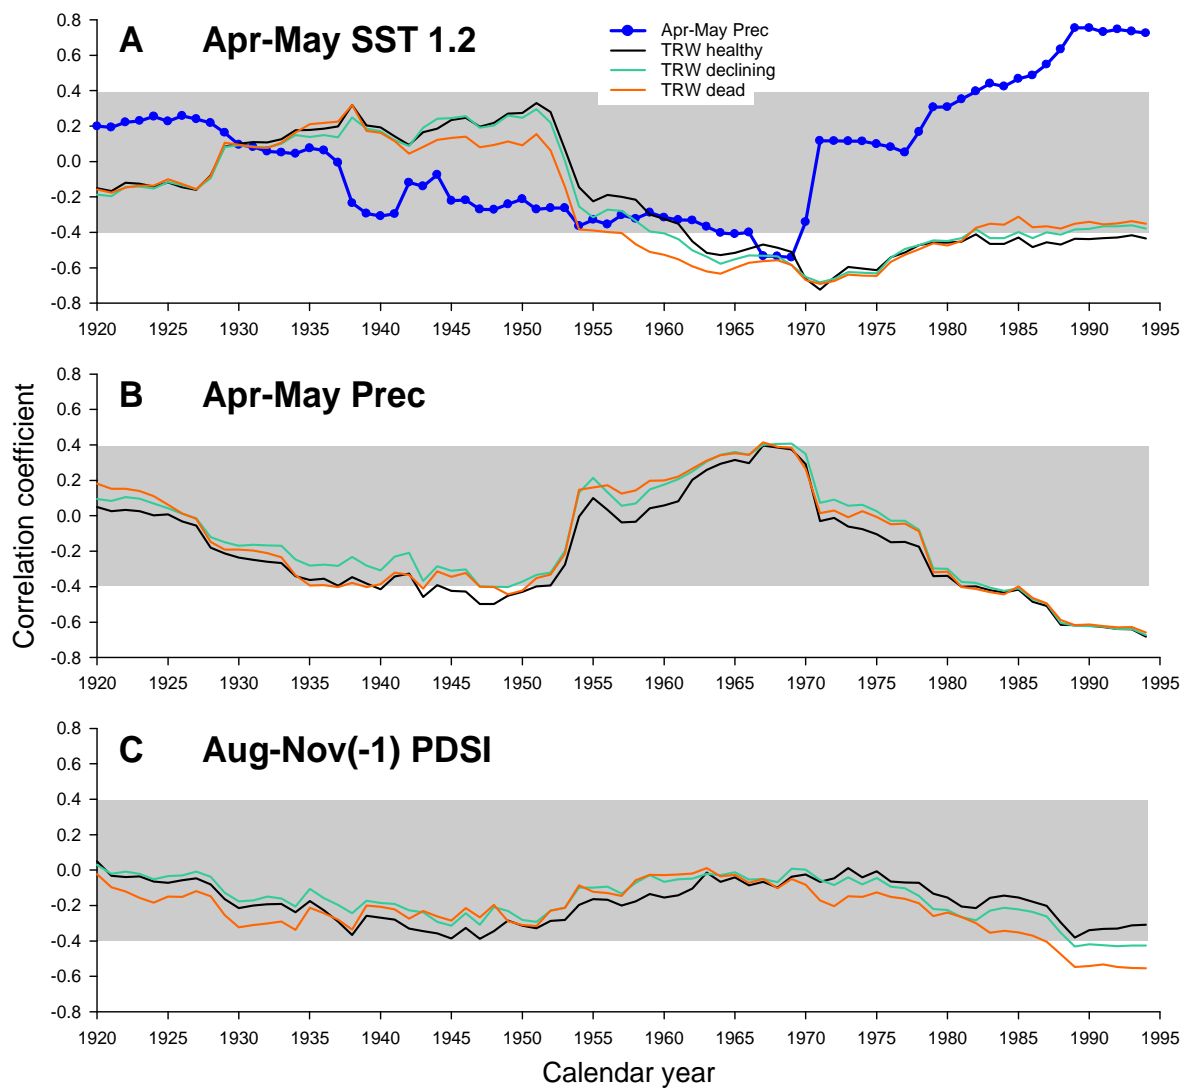 A Apr-May SST 1.2
Apr-May Prec
TRW healthy
TRW declining
TRW dead
0.8
0.6
0.4
0.2
0.0
-0.2
-0.4
-0.6
-0.8
1920 1925 1930 1935 1940 1945 1950 1955 1960 1965 1970 1975 1980 1985 1990 1995
B Apr-May Prec
0.8
0.6
0.4
0.2
0.0
-0.2
-0.4
-0.6
-0.8
1920 1925 1930 1935 1940 1945 1950 1955 1960 1965 1970 1975 1980 1985 1990 1995
Correlation coefficient
C Aug-Nov(-1) PDSI
0.8
0.6
0.4
0.2
0.0
-0.2
-0.4
-0.6
-0.8
1920 1925 1930 1935 1940 1945 1950 1955 1960 1965 1970 1975 1980 1985 1990 1995
Calendar year